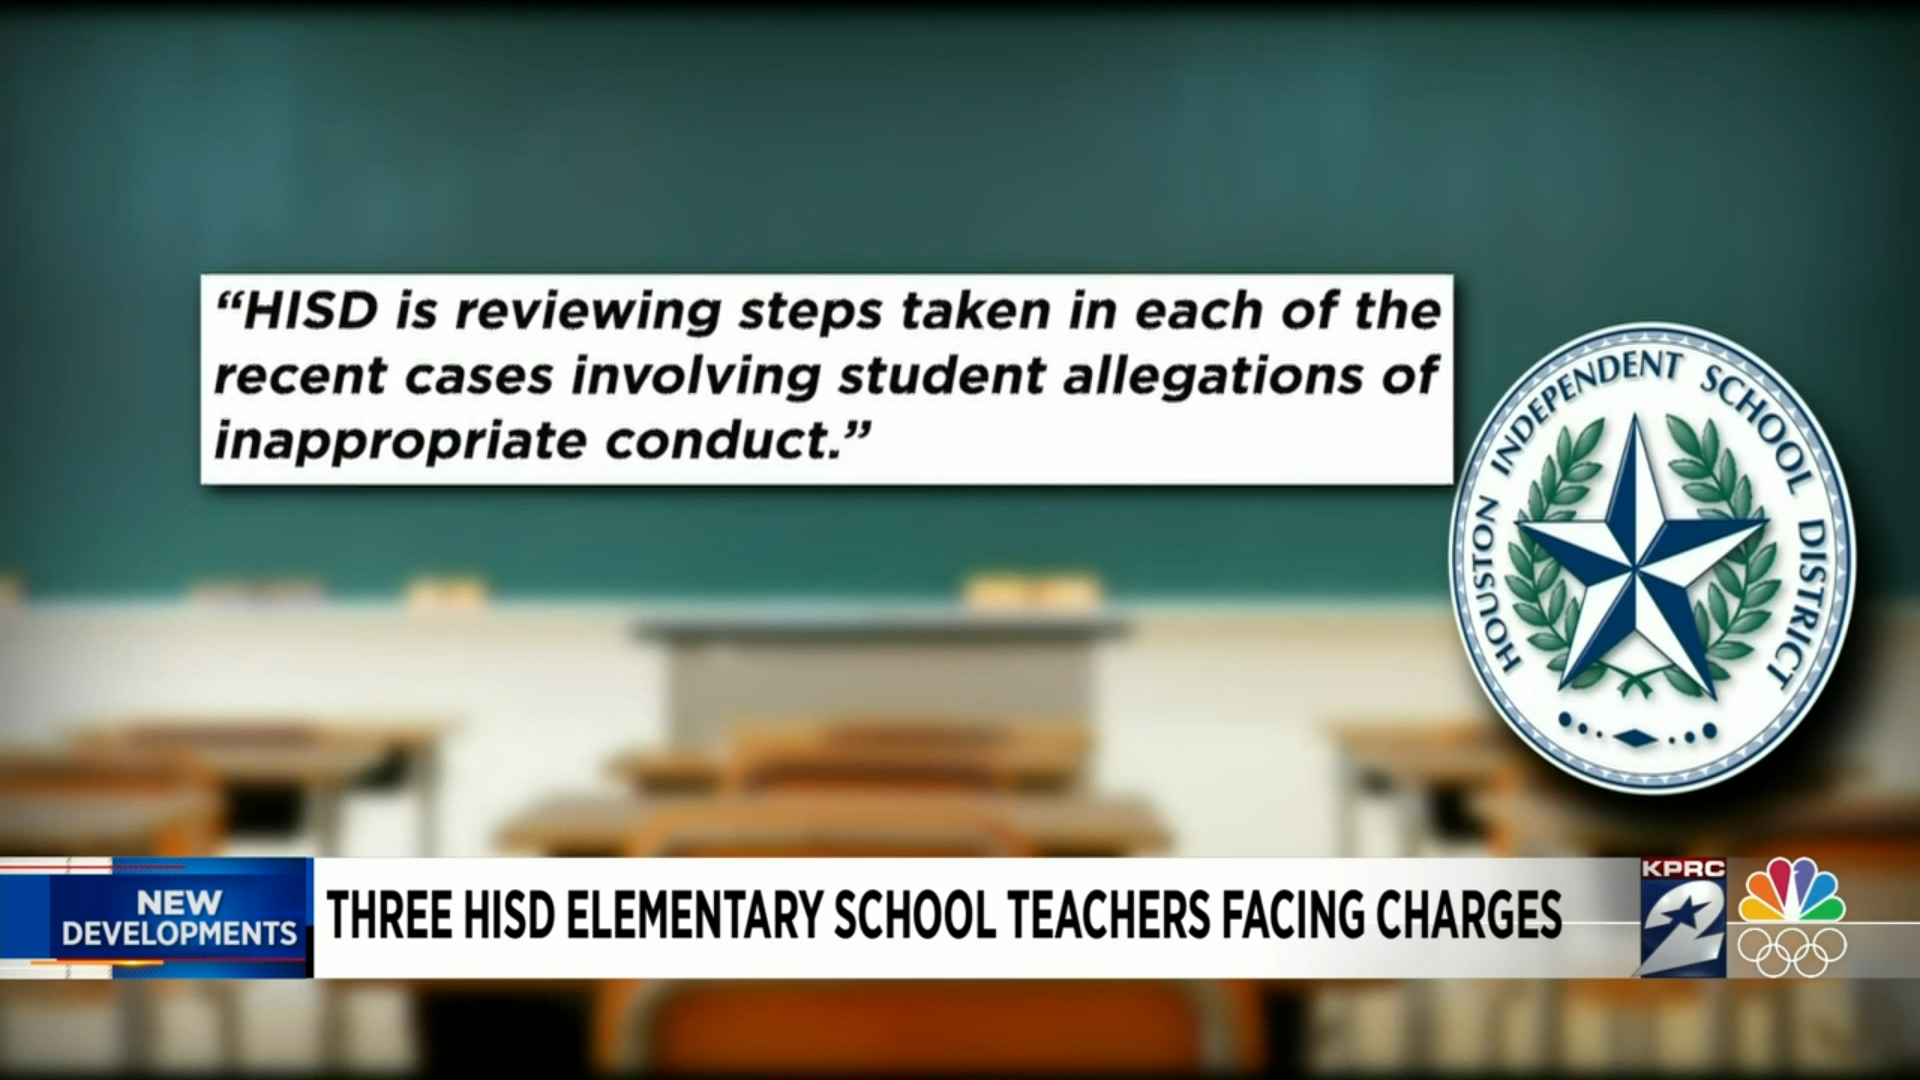 “HISD is reviewing steps taken in each of the
recent cases involving student allegations of
inappropriate conduct.”
HOUSTON INDEPENDENT SCHOOL DISTRICT
NEW
DEVELOPMENTS
THREE HISD ELEMENTARY SCHOOL TEACHERS FACING CHARGES
KPRC
2